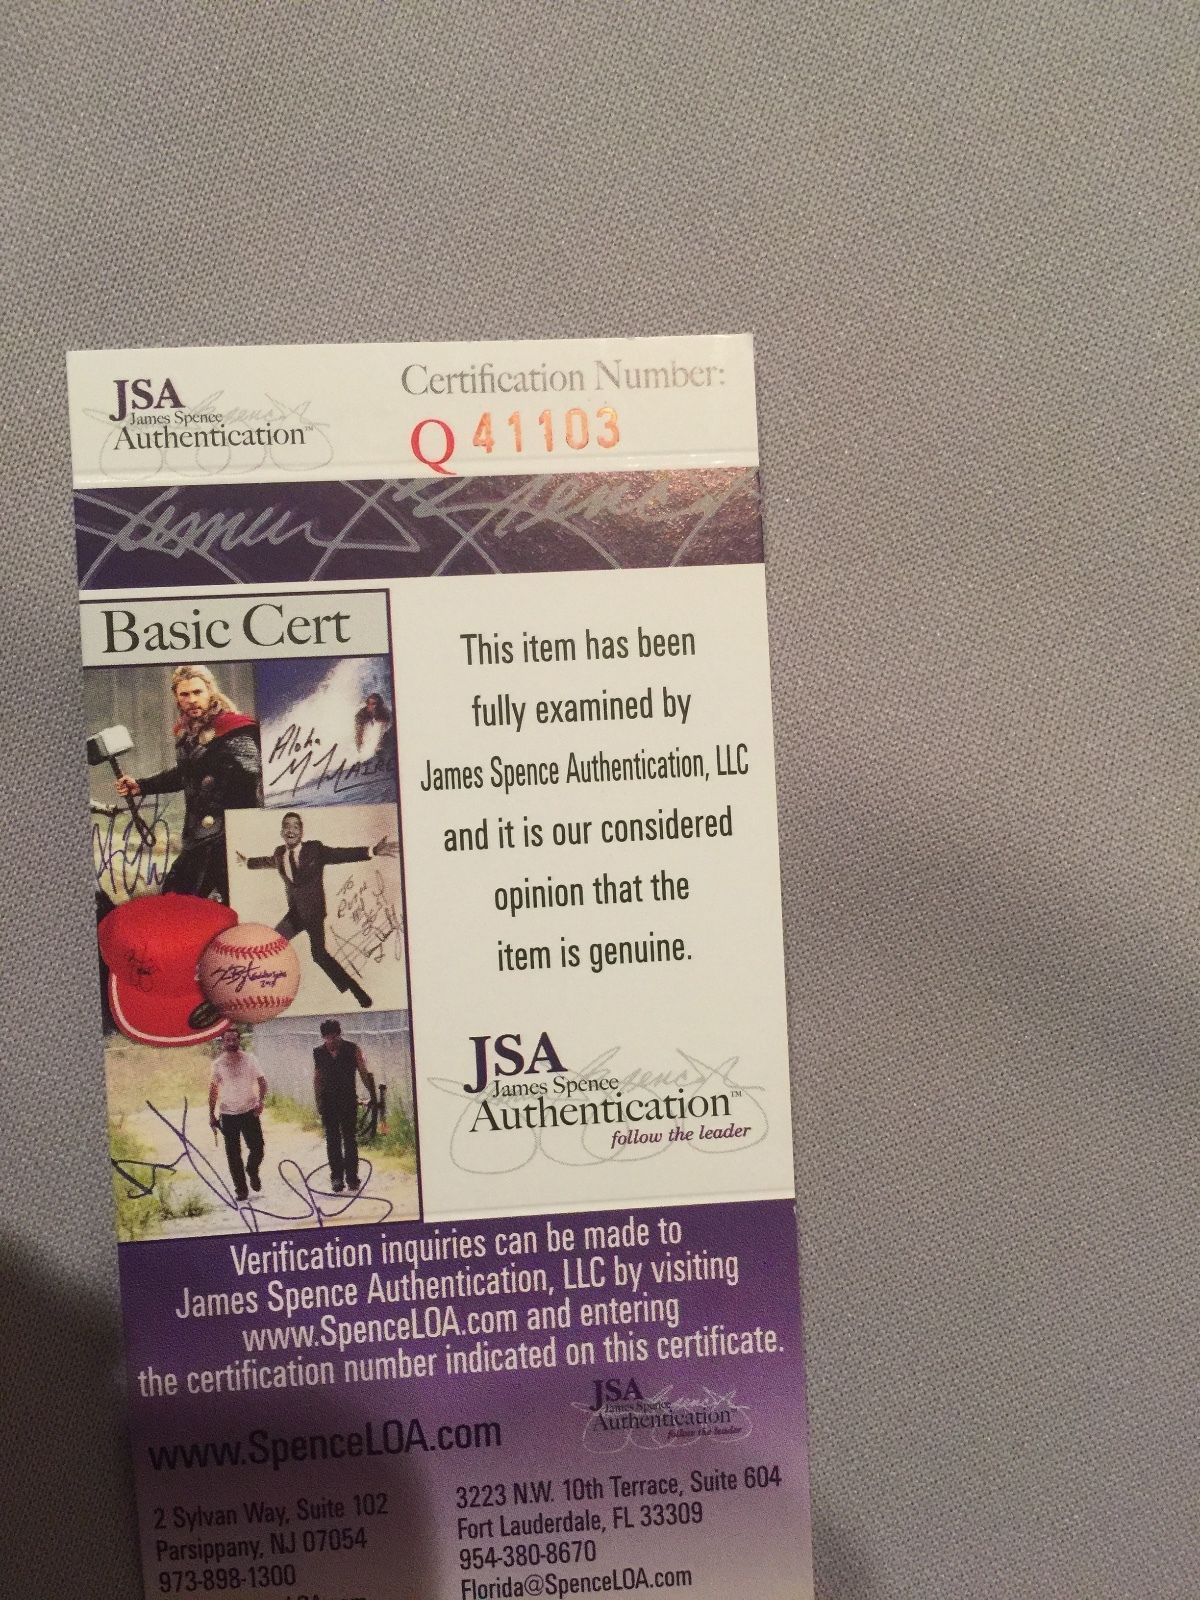 JSA
James Spence
Authentication™
Certification Number:
Q 41103
Basic Cert
Aloha
This item has been
fully examined by
James Spence Authentication, LLC
and it is our considered
opinion that the
item is genuine.
JSA
James Spence
Authentication™
follow the leader
Verification inquiries can be made to
James Spence Authentication, LLC by visiting
www.SpenceLOA.com and entering
the certification number indicated on this certificate.
JSA
James Spence
Authentication™
follow the leader
www.SpenceLOA.com
2 Sylvan Way, Suite 102
Parsippany, NJ 07054
973-898-1300
3223 N.W. 10th Terrace, Suite 604
Fort Lauderdale, FL 33309
954-380-8670
Florida@SpenceLOA.com